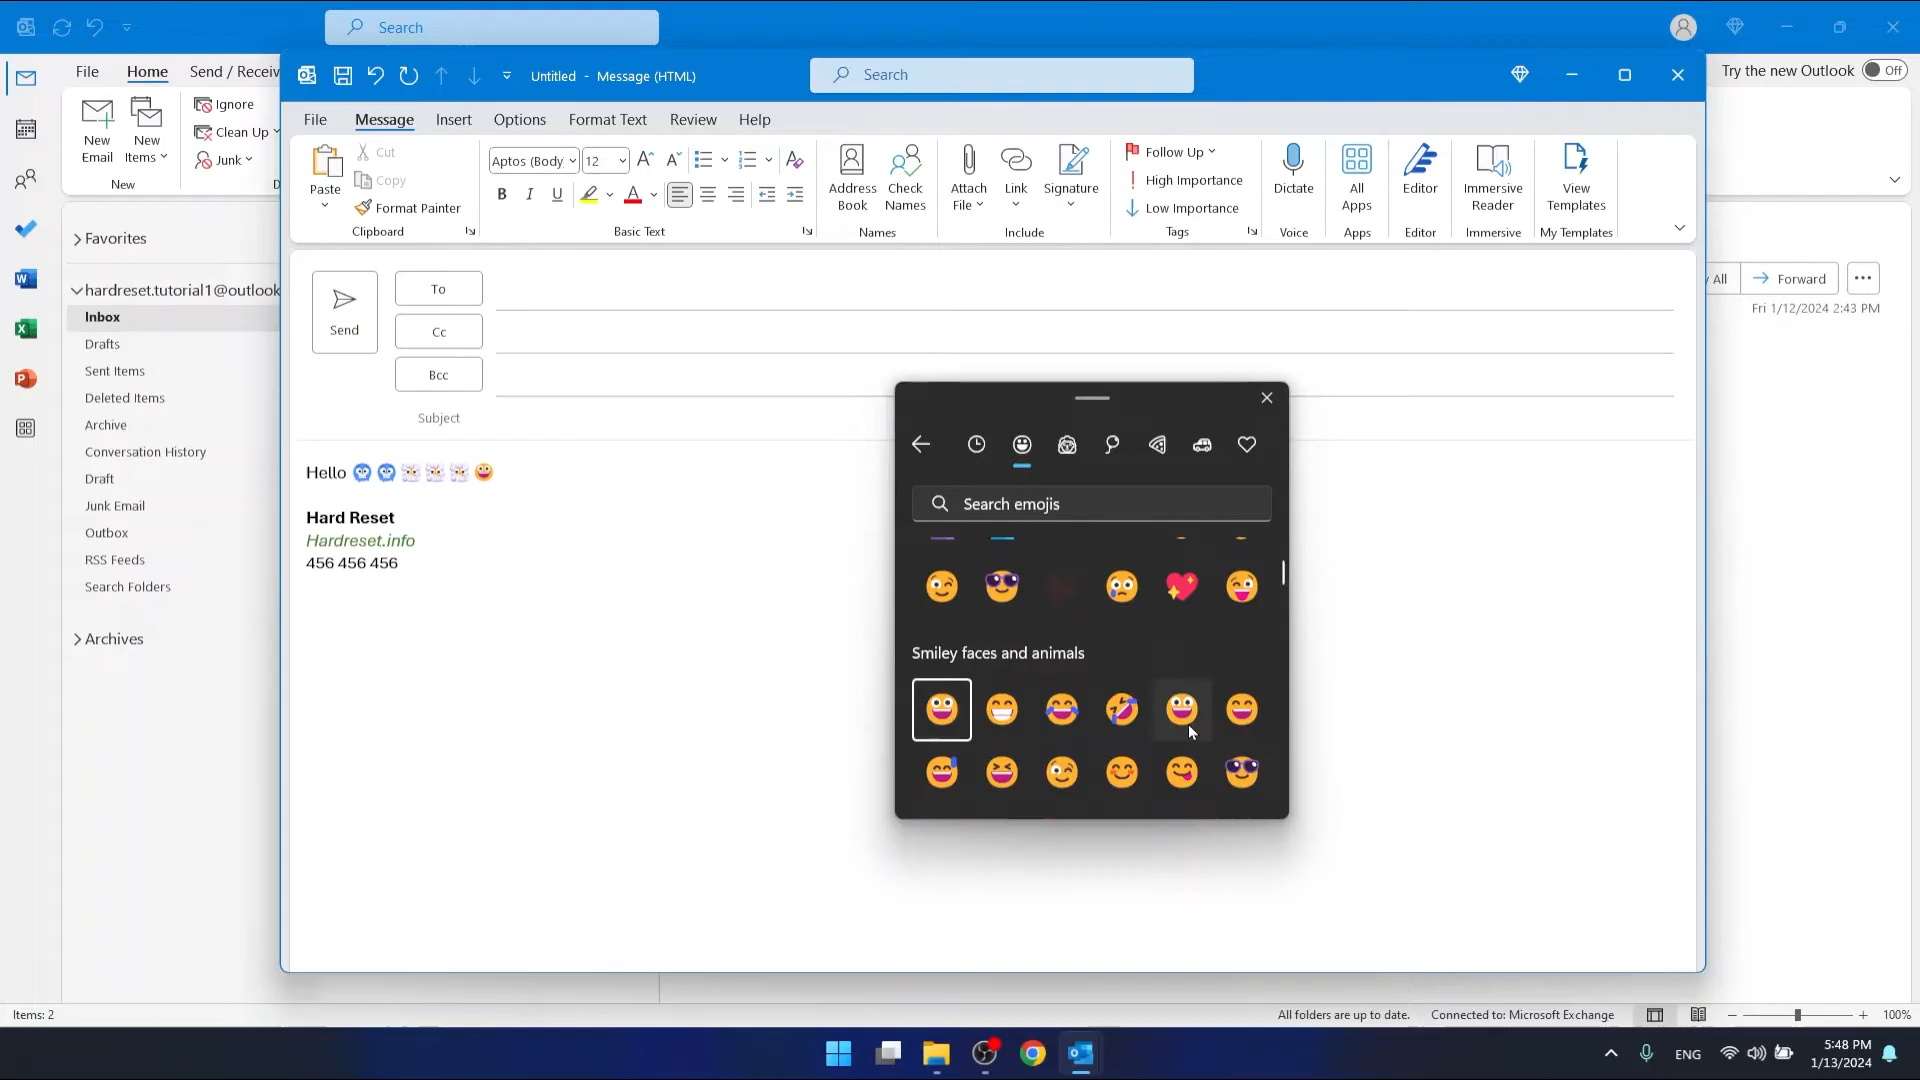 Search
File
Home
Send / Receiv
Try the new Outlook
Off
New Email
New Items
Ignore
Clean Up
Junk
New
D
Untitled - Message (HTML)
Search
File
Message
Insert
Options
Format Text
Review
Help
Paste
Cut
Copy
Format Painter
Clipboard
Aptos (Body
12
B
I
U
Basic Text
Address Book
Check Names
Names
Attach File
Link
Signature
Include
Follow Up
High Importance
Low Importance
Tags
Dictate
Voice
All Apps
Apps
Editor
Editor
Immersive Reader
Immersive
View Templates
My Templates
Favorites
hardreset.tutorial1@outlook
Inbox
Drafts
Sent Items
Deleted Items
Archive
Conversation History
Draft
Junk Email
Outbox
RSS Feeds
Search Folders
Archives
Send
To
Cc
Bcc
Subject
All
Forward
Fri 1/12/2024 2:43 PM
Hello
Hard Reset
Hardreset.info
456 456 456
Search emojis
Smiley faces and animals
Items: 2
All folders are up to date.
Connected to: Microsoft Exchange
100%
ENG
5:48 PM
1/13/2024